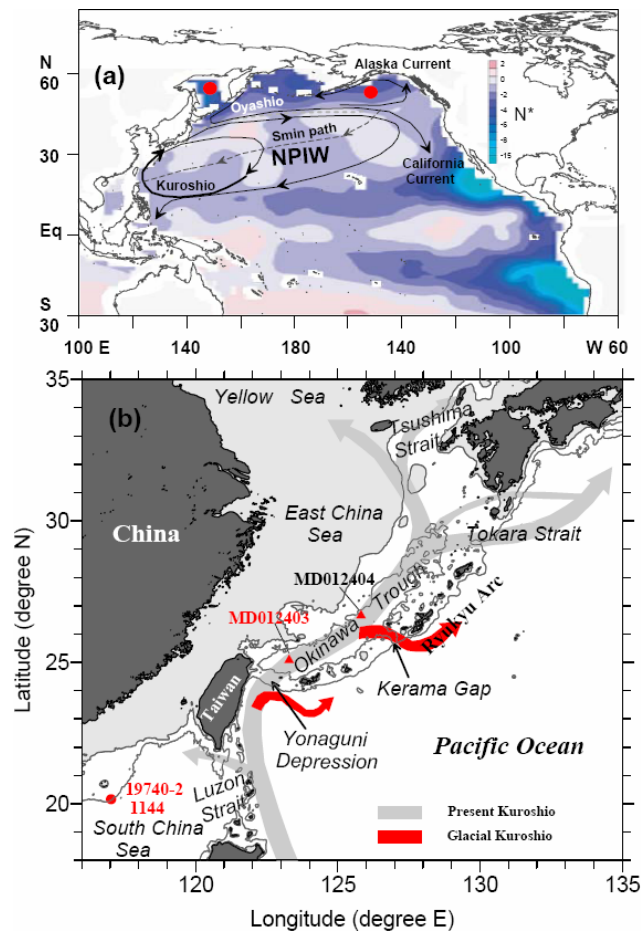 N
60
(a)
Alaska Current
Oyashio
Smin path
NPIW
30
Kuroshio
California
Current
2
0
-3
-5
-8
-15
N*
Eq
S
30
100 E
140
180
140
100
W 60
35
(b)
Yellow Sea
Tsushima
Strait
30
China
East China
Sea
Tokara Strait
MD012404
MD012403
Okinawa Trough
Ryukyu Arc
25
Taiwan
Kerama Gap
Yonaguni
Depression
Pacific Ocean
19740-2
1144
Luzon
Strait
20
South China
Sea
Present Kuroshio
Glacial Kuroshio
120
125
130
135
Latitude (degree N)
Longitude (degree E)